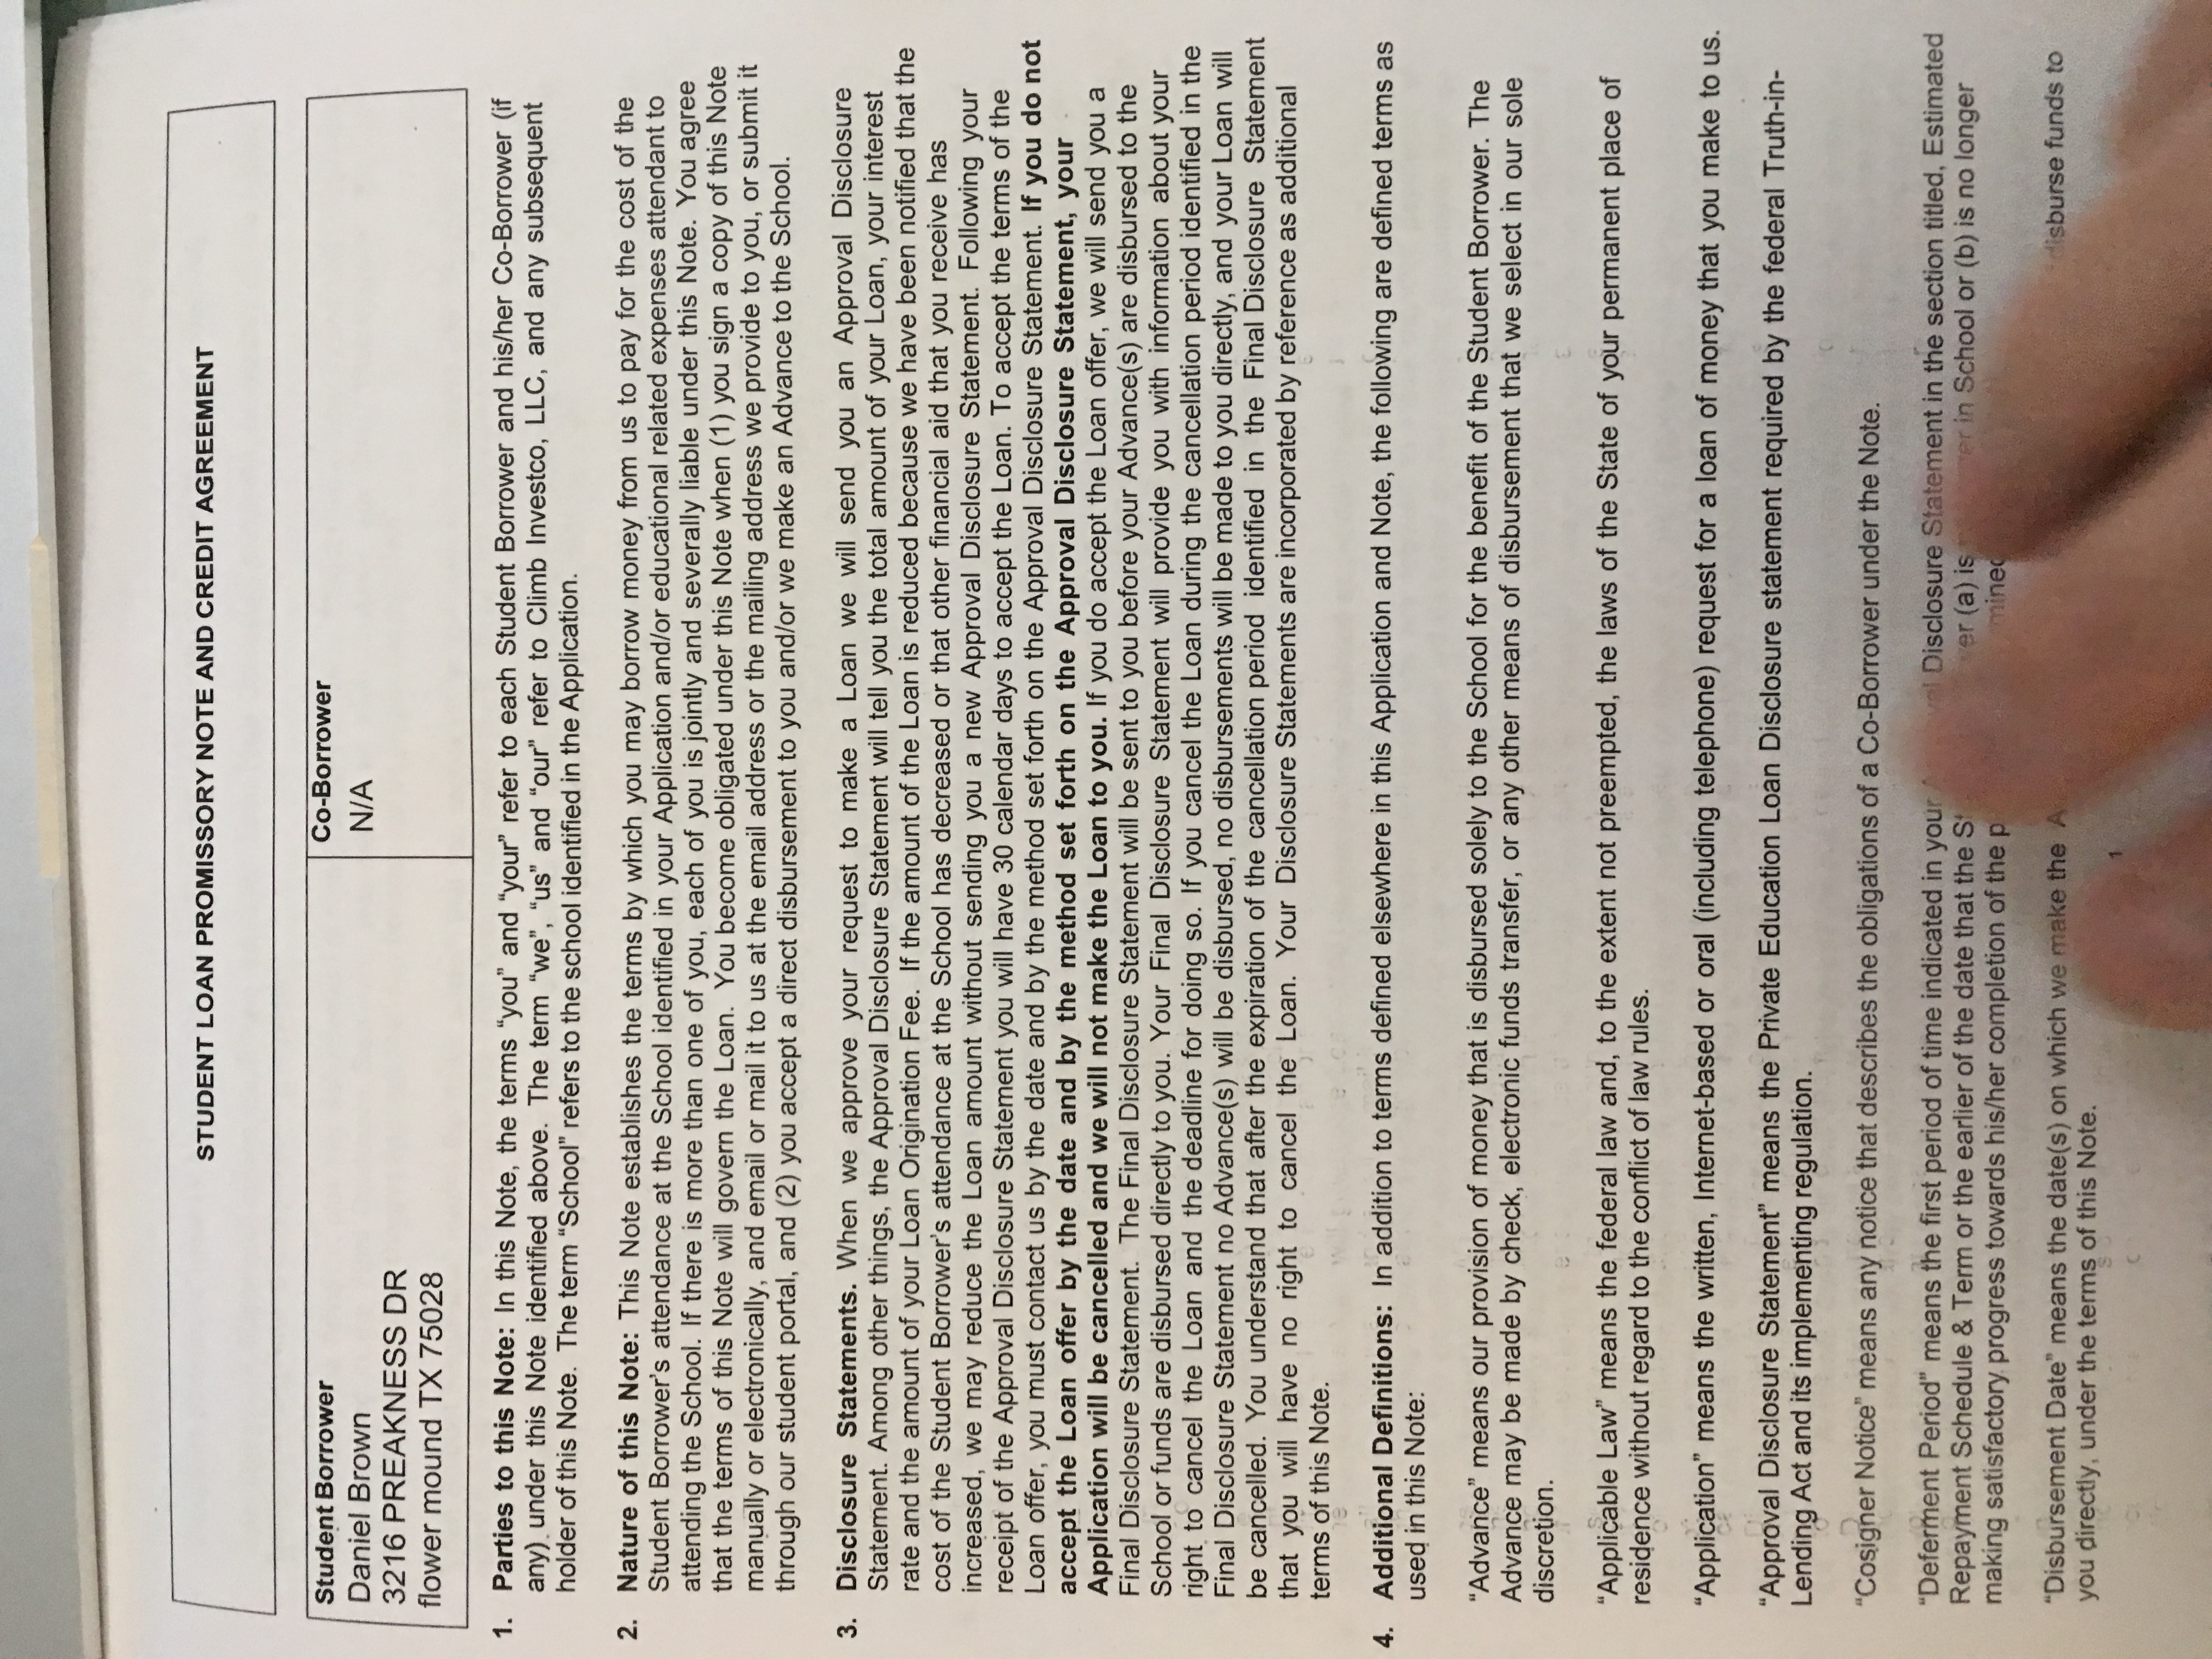 STUDENT LOAN PROMISSORY NOTE AND CREDIT AGREEMENT
Student Borrower
Daniel Brown
3216 PREAKNESS DR
flower mound TX 75028
Co-Borrower
N/A
1. Parties to this Note: In this Note, the terms “you” and “your” refer to each Student Borrower and his/her Co-Borrower (if
any) under this Note identified above. The term “we”, “us” and “our” refer to Climb Investco, LLC, and any subsequent
holder of this Note. The term “School” refers to the school identified in the Application.
2. Nature of this Note: This Note establishes the terms by which you may borrow money from us to pay for the cost of the
Student Borrower’s attendance at the School identified in your Application and/or educational related expenses attendant to
attending the School. If there is more than one of you, each of you is jointly and severally liable under this Note. You agree
that the terms of this Note will govern the Loan. You become obligated under this Note when (1) you sign a copy of this Note
manually or electronically, and email or mail it to us at the email address or the mailing address we provide to you, or submit it
through our student portal, and (2) you accept a direct disbursement to you and/or we make an Advance to the School.
3. Disclosure Statements. When we approve your request to make a Loan we will send you an Approval Disclosure
Statement. Among other things, the Approval Disclosure Statement will tell you the total amount of your Loan, your interest
rate and the amount of your Loan Origination Fee. If the amount of the Loan is reduced because we have been notified that the
cost of the Student Borrower’s attendance at the School has decreased or that other financial aid that you receive has
increased, we may reduce the Loan amount without sending you a new Approval Disclosure Statement. Following your
receipt of the Approval Disclosure Statement you will have 30 calendar days to accept the Loan. To accept the terms of the
Loan offer, you must contact us by the date and by the method set forth on the Approval Disclosure Statement. If you do not
accept the Loan offer by the date and by the method set forth on the Approval Disclosure Statement, your
Application will be cancelled and we will not make the Loan to you. If you do accept the Loan offer, we will send you a
Final Disclosure Statement. The Final Disclosure Statement will be sent to you before your Advance(s) are disbursed to the
School or funds are disbursed directly to you. Your Final Disclosure Statement will provide you with information about your
right to cancel the Loan and the deadline for doing so. If you cancel the Loan during the cancellation period identified in the
Final Disclosure Statement no Advance(s) will be disbursed, no disbursements will be made to you directly, and your Loan will
be cancelled. You understand that after the expiration of the cancellation period identified in the Final Disclosure Statement
that you will have no right to cancel the Loan. Your Disclosure Statements are incorporated by reference as additional
terms of this Note.
4. Additional Definitions: In addition to terms defined elsewhere in this Application and Note, the following are defined terms as
used in this Note:
“Advance” means our provision of money that is disbursed solely to the School for the benefit of the Student Borrower. The
Advance may be made by check, electronic funds transfer, or any other means of disbursement that we select in our sole
discretion.
“Applicable Law” means the federal law and, to the extent not preempted, the laws of the State of your permanent place of
residence without regard to the conflict of law rules.
“Application” means the written, Internet-based or oral (including telephone) request for a loan of money that you make to us.
“Approval Disclosure Statement” means the Private Education Loan Disclosure statement required by the federal Truth-in-
Lending Act and its implementing regulation.
“Cosigner Notice” means any notice that describes the obligations of a Co-Borrower under the Note.
“Deferment Period” means the first period of time indicated in your Disclosure Statement in the section titled, Estimated
Repayment Schedule & Term or the earlier of the date that the (a) is in School or (b) is no longer
making satisfactory progress towards his/her completion of the
“Disbursement Date” means the date(s) on which we make the disburse funds to
you directly, under the terms of this Note.
1